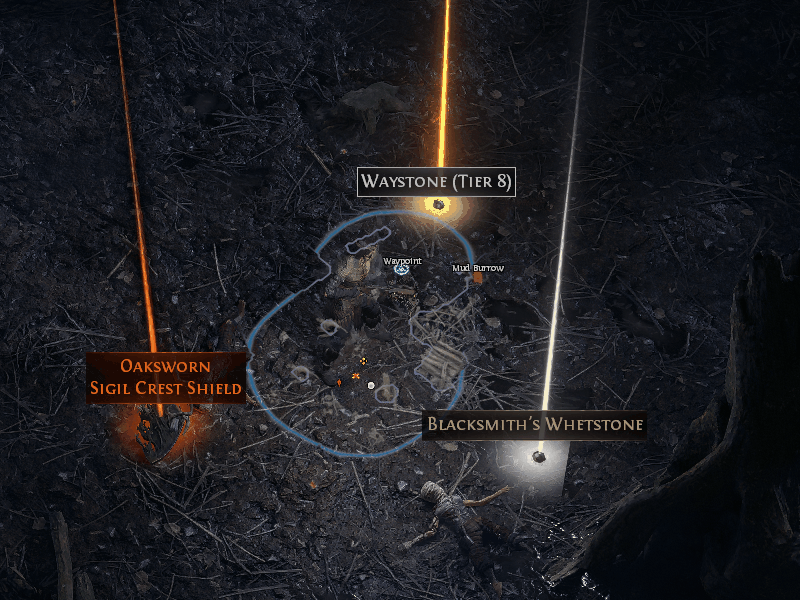 Waystone (Tier 8)
Waypoint
Mud Burrow
Oaksworn
Sigil Crest Shield
Blacksmith's Whetstone